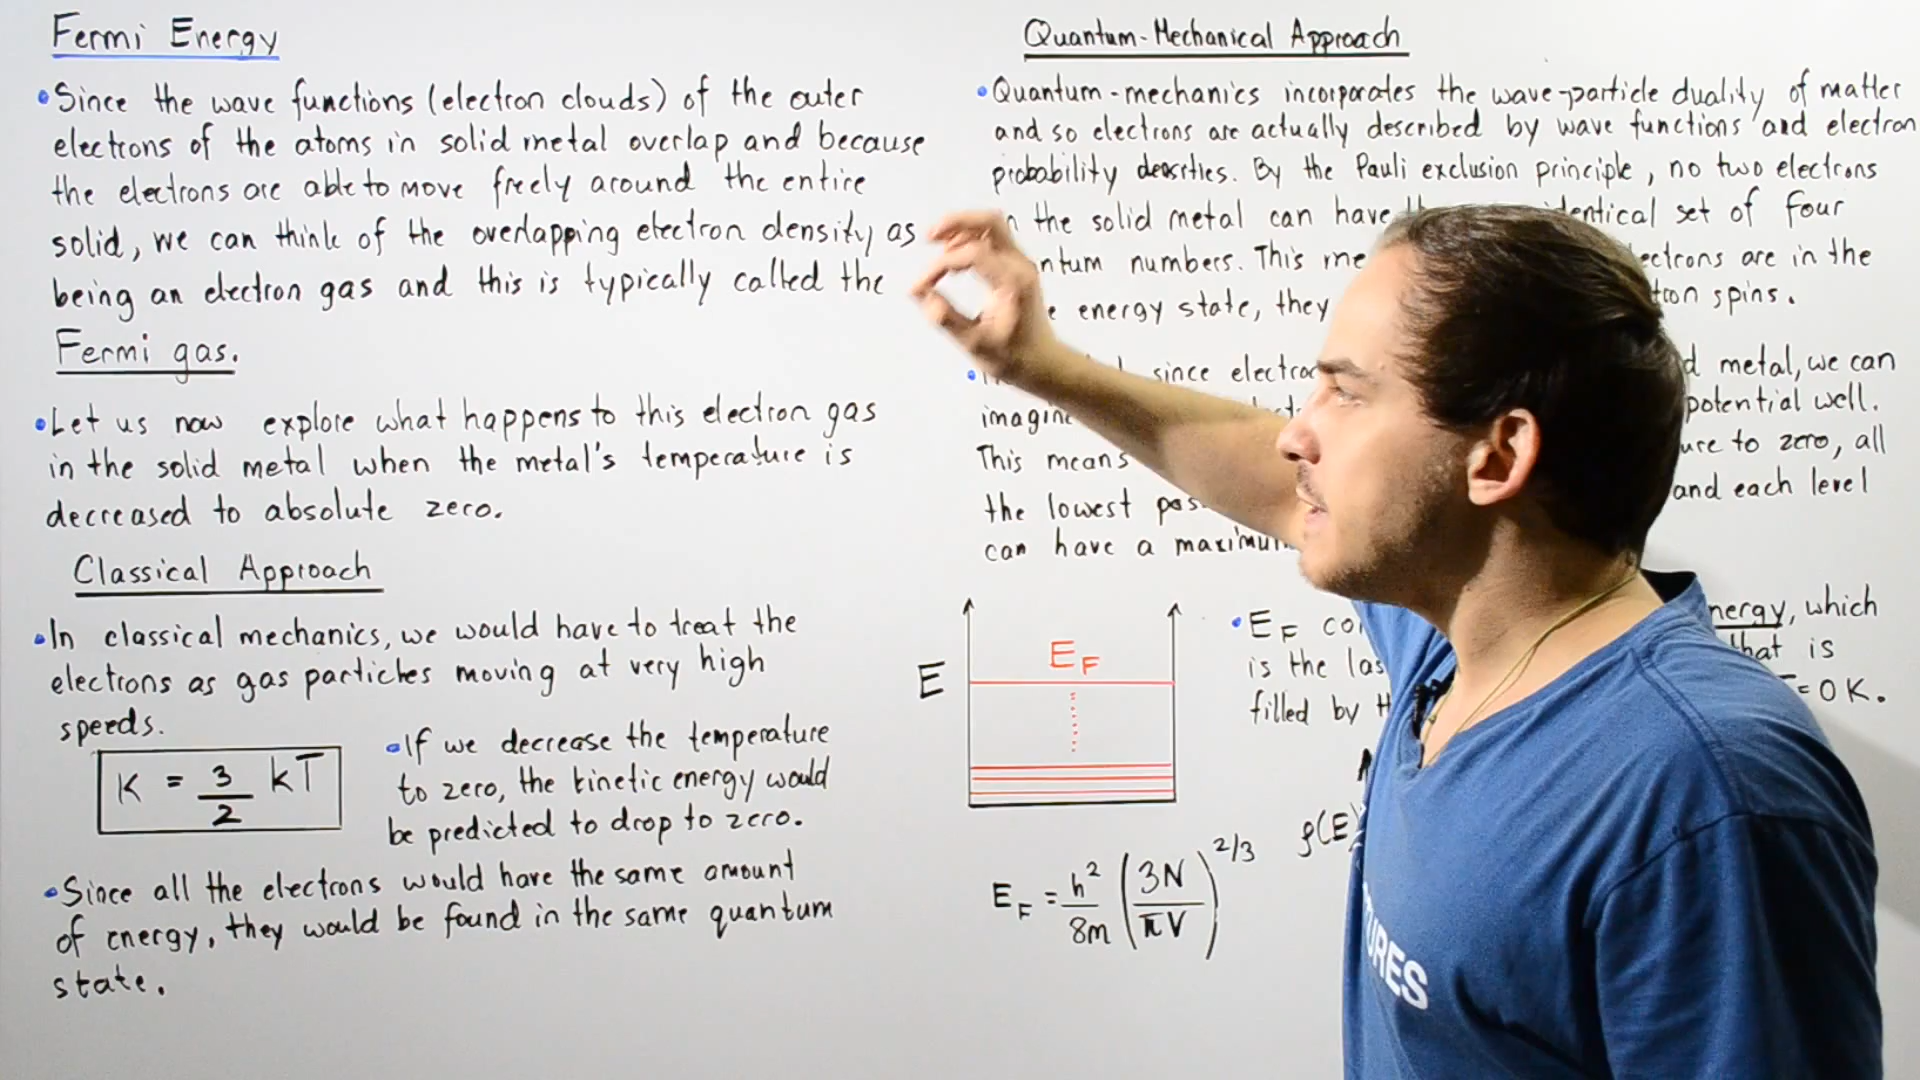 Fermi Energy
• Since the wave functions (electron clouds) of the outer
electrons of the atoms in solid metal overlap and because
the electrons are able to move freely around the entire
solid, we can think of the overlapping electron density as
being an electron gas and this is typically called the
Fermi gas.
• Let us now explore what happens to this electron gas
in the solid metal when the metal's temperature is
decreased to absolute zero.
Classical Approach
• In classical mechanics, we would have to treat the
electrons as gas particles moving at very high
speeds.
K = 3/2 kT
• If we decrease the temperature
to zero, the kinetic energy would
be predicted to drop to zero.
• Since all the electrons would have the same amount
of energy, they would be found in the same quantum
state.
Quantum-Mechanical Approach
• Quantum-mechanics incorporates the wave-particle duality of matter
and so electrons are actually described by wave functions and electron
probability densities. By the Pauli exclusion principle, no two electrons
the solid metal can have set of four
numbers. This electrons are in the
energy state, they spins.
• since metal, we can
potential well.
This means to zero, all
the lowest and each level
can have a maximum
E
E_F
• E_F energy, which
is the that is
filled by T=0K.
E_F = h²/8m (3N/πV)^2/3
ρ(E)
URES